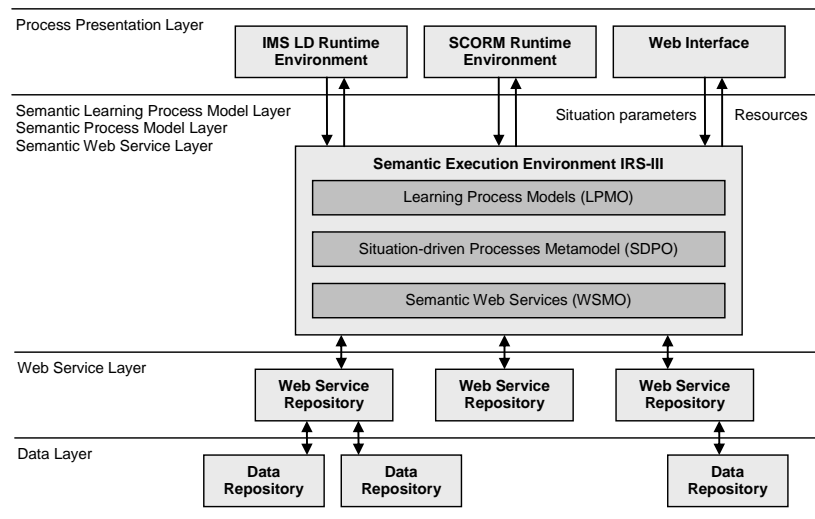 Process Presentation Layer
IMS LD Runtime
Environment
SCORM Runtime
Environment
Web Interface
Semantic Learning Process Model Layer
Semantic Process Model Layer
Semantic Web Service Layer
Situation parameters
Resources
Semantic Execution Environment IRS-III
Learning Process Models (LPMO)
Situation-driven Processes Metamodel (SDPO)
Semantic Web Services (WSMO)
Web Service Layer
Web Service
Repository
Web Service
Repository
Web Service
Repository
Data Layer
Data
Repository
Data
Repository
Data
Repository